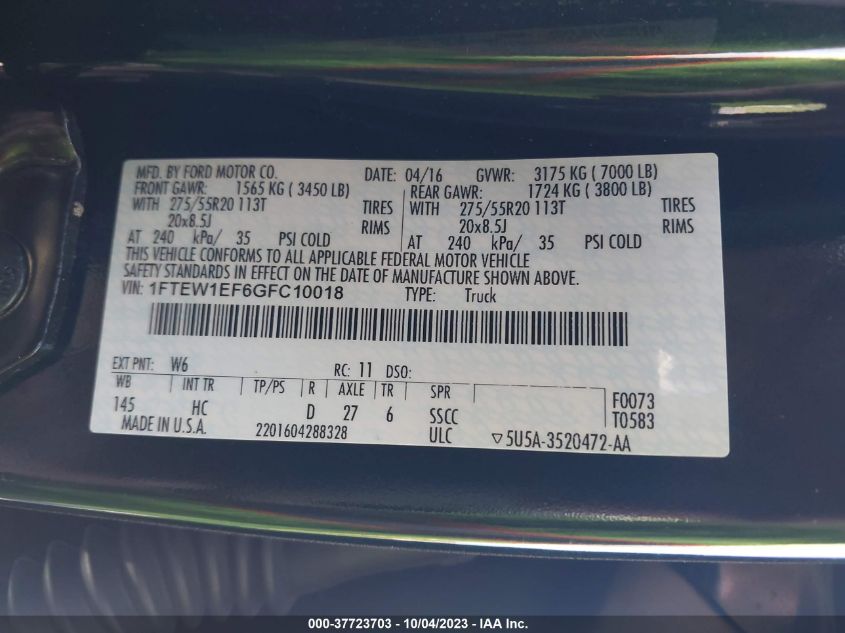 MFD. BY FORD MOTOR CO. DATE: 04/16 GVWR: 3175 KG ( 7000 LB)
FRONT GAWR: 1565 KG ( 3450 LB) REAR GAWR: 1724 KG ( 3800 LB)
WITH 275/55R20 113T TIRES WITH 275/55R20 113T TIRES
20x8.5J RIMS 20x8.5J RIMS
AT 240 kPa/ 35 PSI COLD AT 240 kPa/ 35 PSI COLD
THIS VEHICLE CONFORMS TO ALL APPLICABLE FEDERAL MOTOR VEHICLE
SAFETY STANDARDS IN EFFECT ON THE DATE OF MANUFACTURE SHOWN ABOVE.
VIN: 1FTEW1EF6GFC10018 TYPE: Truck
EXT PNT: W6 RC: 11 DSO:
WB INT TR TP/PS R AXLE TR SPR
145 HC D 27 6 SSCC
F0073
T0583
MADE IN U.S.A. 2201604288328 ULC ▽5U5A-3520472-AA
000-37723703 - 10/04/2023 - IAA Inc.